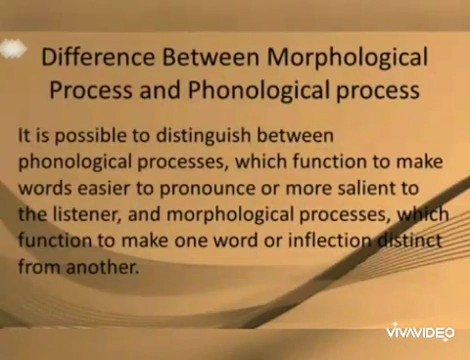 Difference Between Morphological
Process and Phonological process
It is possible to distinguish between
phonological processes, which function to make
words easier to pronounce or more salient to
the listener, and morphological processes, which
function to make one word or inflection distinct
from another.
VIVAVIDEO